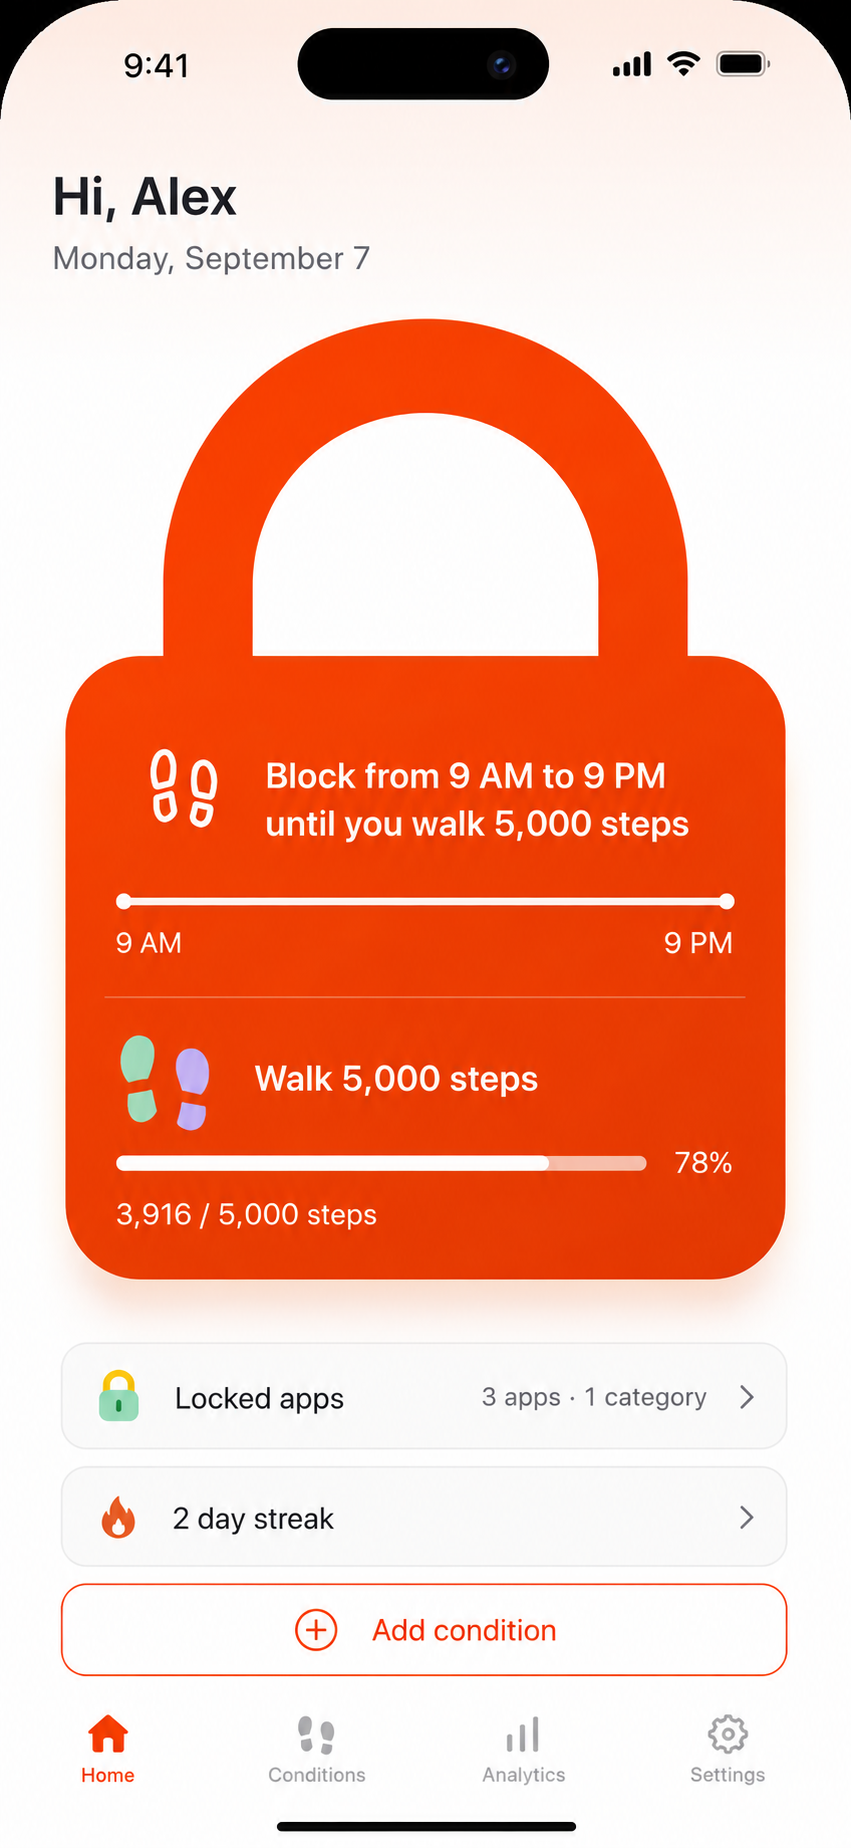 9:41
Hi, Alex
Monday, September 7
Block from 9 AM to 9 PM
until you walk 5,000 steps
9 AM
9 PM
Walk 5,000 steps
78%
3,916 / 5,000 steps
Locked apps
3 apps · 1 category
2 day streak
Add condition
Home
Conditions
Analytics
Settings